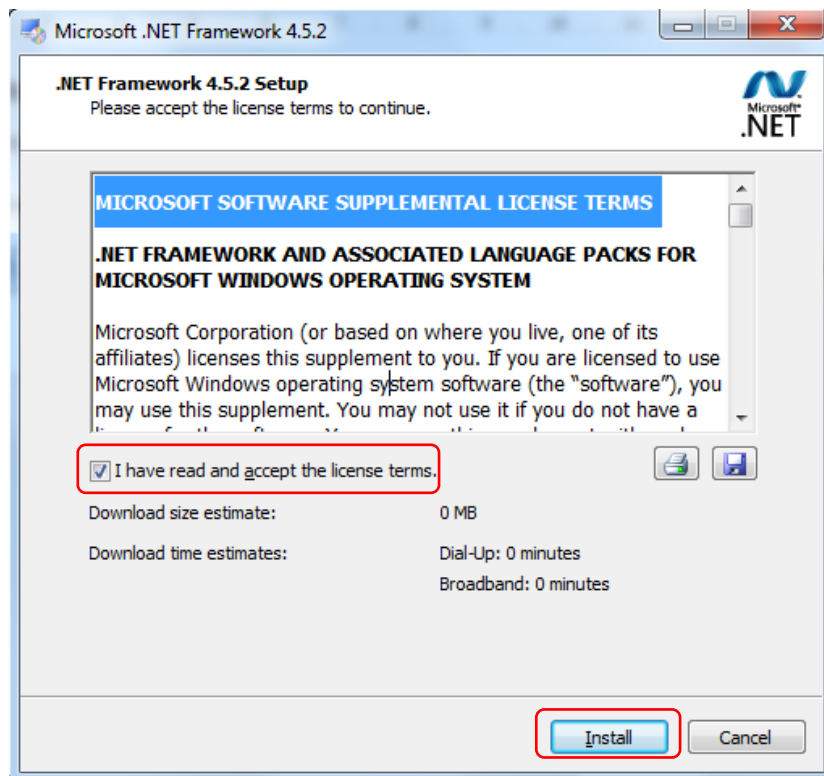 Microsoft .NET Framework 4.5.2
.NET Framework 4.5.2 Setup
Please accept the license terms to continue.
Microsoft
.NET
MICROSOFT SOFTWARE SUPPLEMENTAL LICENSE TERMS
.NET FRAMEWORK AND ASSOCIATED LANGUAGE PACKS FOR
MICROSOFT WINDOWS OPERATING SYSTEM
Microsoft Corporation (or based on where you live, one of its
affiliates) licenses this supplement to you. If you are licensed to use
Microsoft Windows operating system software (the “software”), you
may use this supplement. You may not use it if you do not have a
I have read and accept the license terms.
Download size estimate: 0 MB
Download time estimates: Dial-Up: 0 minutes
Broadband: 0 minutes
Install Cancel